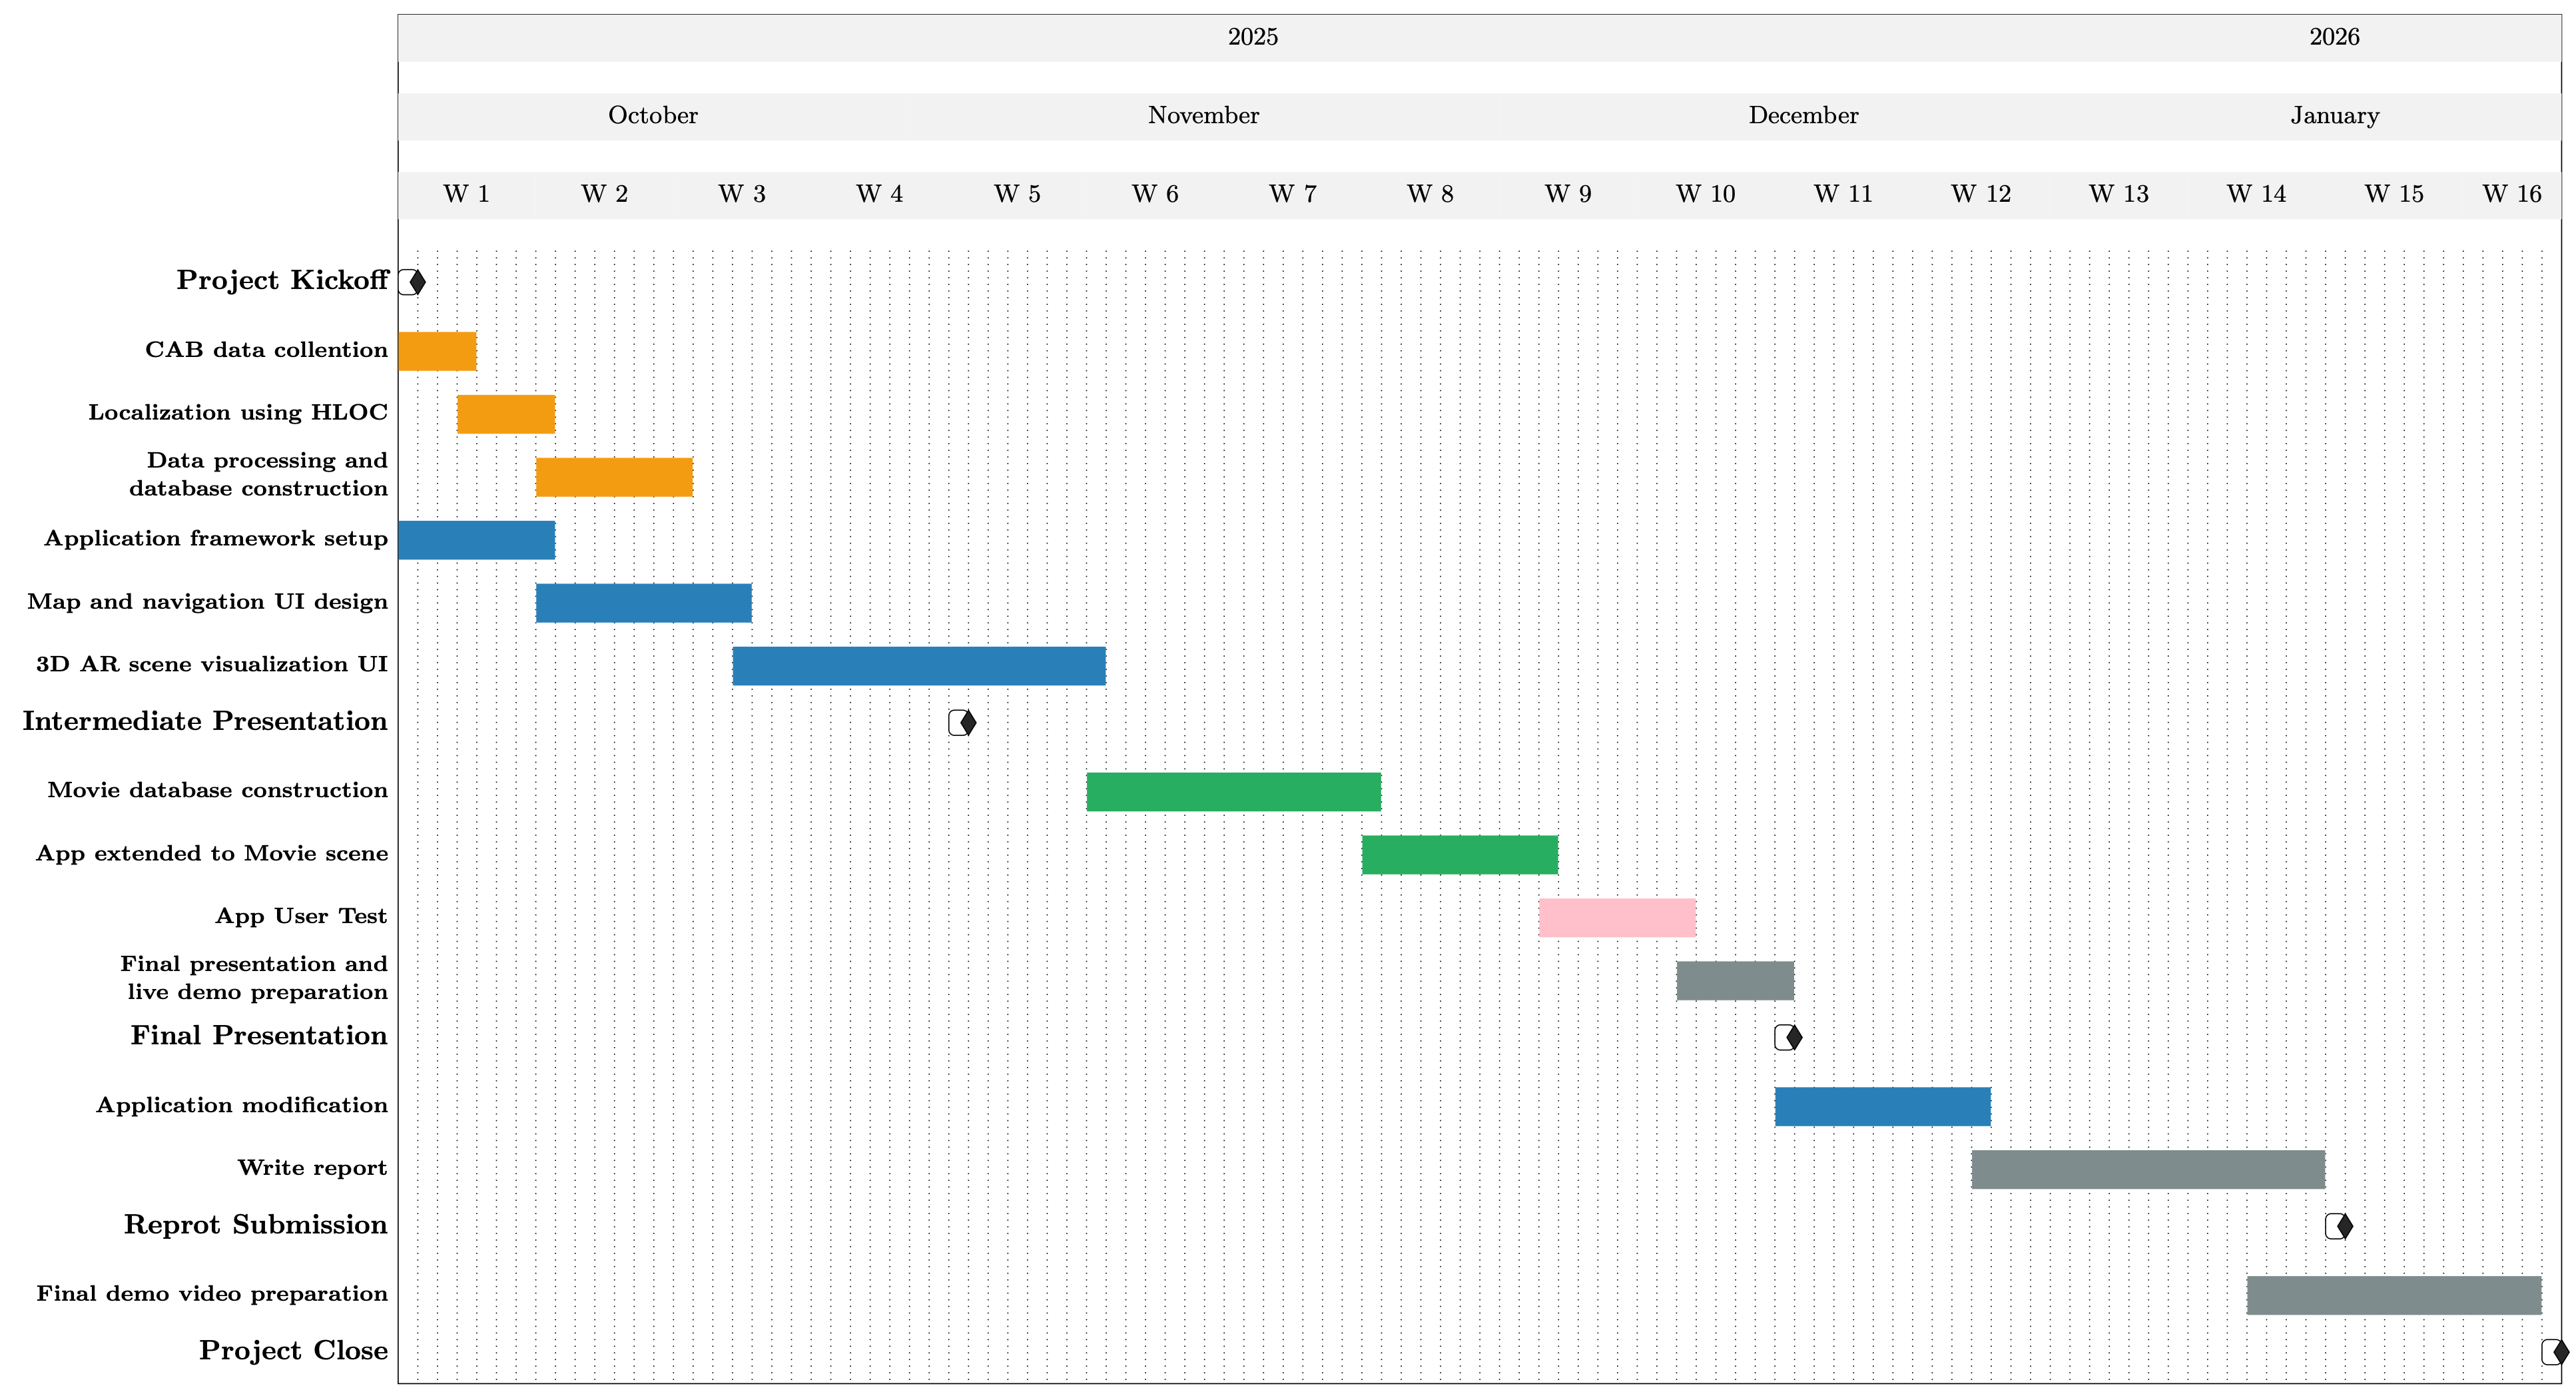 2025 2026
October November December January
W 1 W 2 W 3 W 4 W 5 W 6 W 7 W 8 W 9 W 10 W 11 W 12 W 13 W 14 W 15 W 16
Project Kickoff
CAB data collention
Localization using HLOC
Data processing and
database construction
Application framework setup
Map and navigation UI design
3D AR scene visualization UI
Intermediate Presentation
Movie database construction
App extended to Movie scene
App User Test
Final presentation and
live demo preparation
Final Presentation
Application modification
Write report
Reprot Submission
Final demo video preparation
Project Close